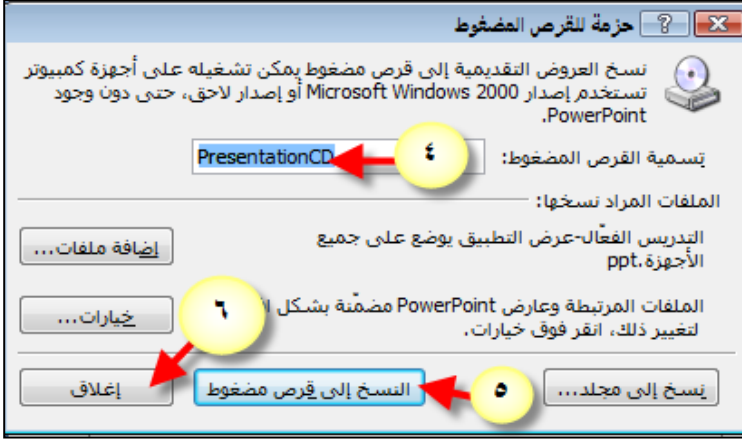 حزمة للقرص المضغوط
نسخ العروض التقديمية إلى قرص مضغوط يمكن تشغيله على أجهزة كمبيوتر
تستخدم إصدار Microsoft Windows 2000 أو إصدار لاحق، حتى دون وجود
PowerPoint.
تسمية القرص المضغوط: PresentationCD ٤
الملفات المراد نسخها:
التدريس الفعّال-عرض التطبيق يوضع على جميع
الأجهزة.ppt
إضافة ملفات...
الملفات المرتبطة وعارض PowerPoint مضمّنة بشكل
لتغيير ذلك، انقر فوق خيارات.
خيارات...
٦
نسخ إلى مجلد... ٥ النسخ إلى قرص مضغوط إغلاق